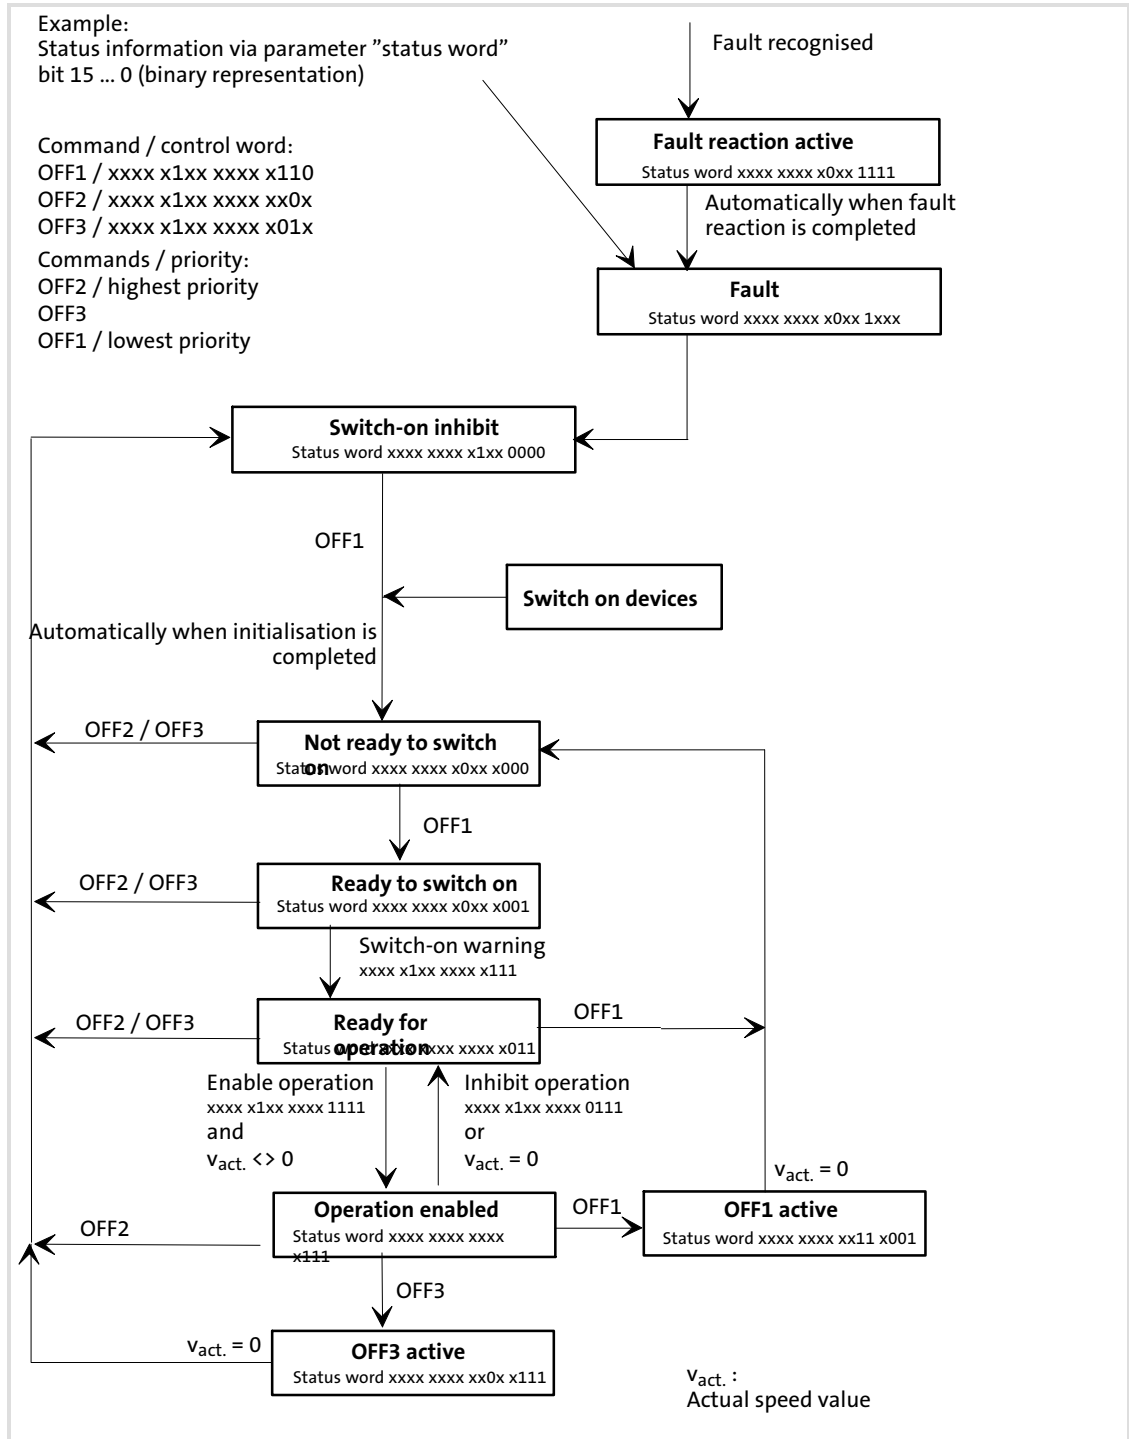 Example:
Status information via parameter ”status word”
bit 15 ... 0 (binary representation)
Fault recognised
Command / control word:
OFF1 / xxxx x1xx xxxx x110
OFF2 / xxxx x1xx xxxx xx0x
OFF3 / xxxx x1xx xxxx x01x
Commands / priority:
OFF2 / highest priority
OFF3
OFF1 / lowest priority
Fault reaction active
Status word xxxx xxxx x0xx 1111
Automatically when fault
reaction is completed
Fault
Status word xxxx xxxx x0xx 1xxx
Switch-on inhibit
Status word xxxx xxxx x1xx 0000
OFF1
Switch on devices
Automatically when initialisation is
completed
OFF2 / OFF3
Not ready to switch
on
Status word xxxx xxxx x0xx x000
OFF1
OFF2 / OFF3
Ready to switch on
Status word xxxx xxxx x0xx x001
Switch-on warning
xxxx x1xx xxxx x111
OFF2 / OFF3
Ready for
operation
Status word xxxx xxxx xxxx x011
OFF1
Enable operation
xxxx x1xx xxxx 1111
and
vact. <> 0
Inhibit operation
xxxx x1xx xxxx 0111
or
vact. = 0
vact. = 0
OFF2
Operation enabled
Status word xxxx xxxx xxxx
x111
OFF1
OFF1 active
Status word xxxx xxxx xx11 x001
OFF3
vact. = 0
OFF3 active
Status word xxxx xxxx xx0x x111
vact. :
Actual speed value